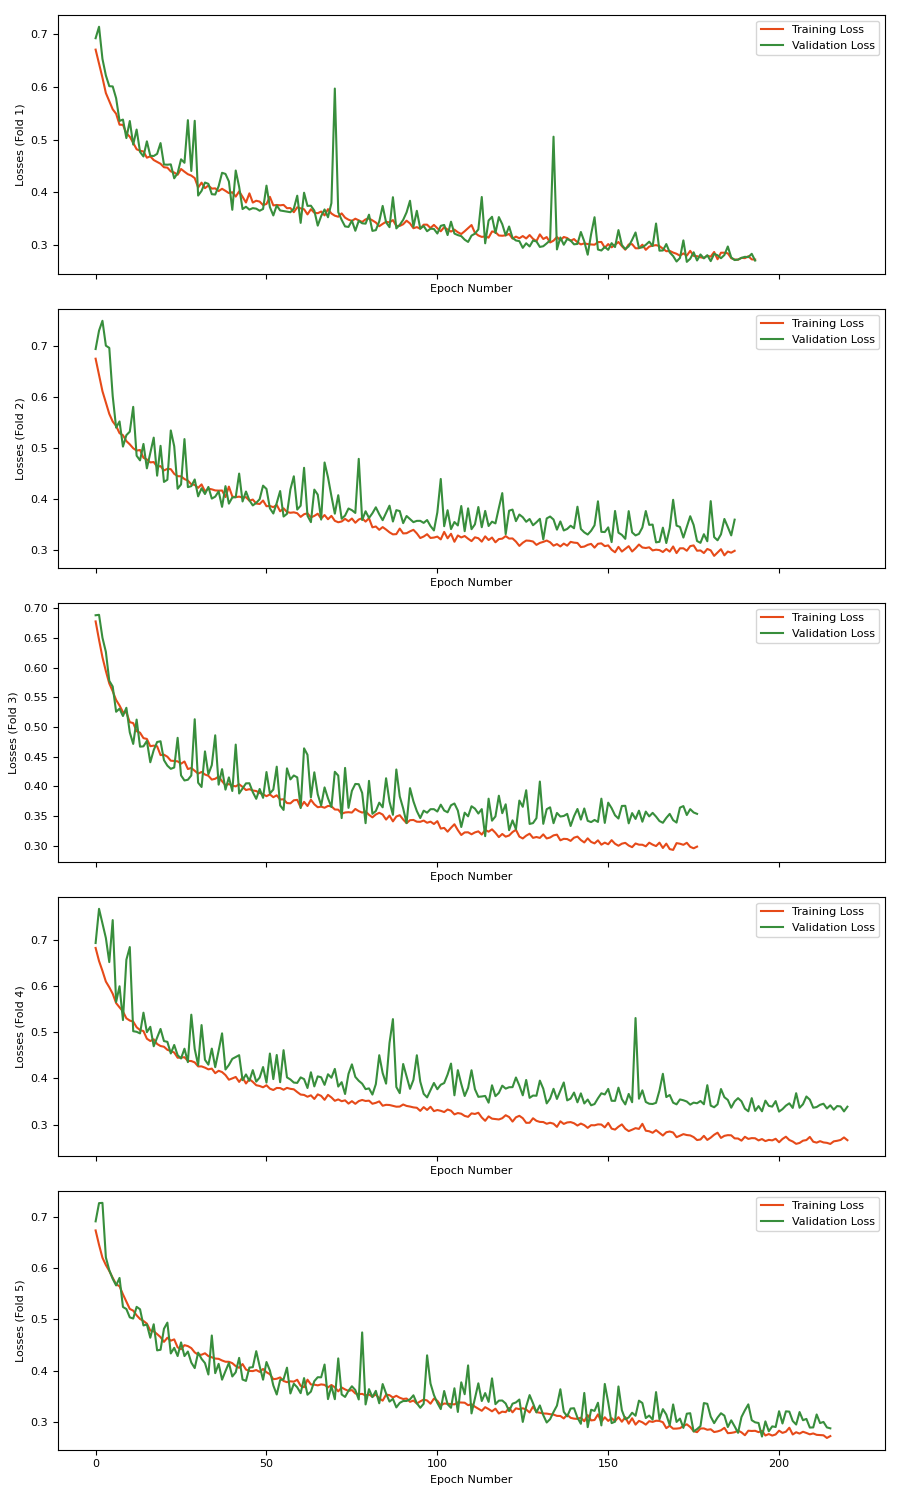 0.7
0.6
0.5
0.4
0.3
Losses (Fold 1)
Training Loss
Validation Loss
Epoch Number
0.7
0.6
0.5
0.4
0.3
Losses (Fold 2)
Training Loss
Validation Loss
Epoch Number
0.70
0.65
0.60
0.55
0.50
0.45
0.40
0.35
0.30
Losses (Fold 3)
Training Loss
Validation Loss
Epoch Number
0.7
0.6
0.5
0.4
0.3
Losses (Fold 4)
Training Loss
Validation Loss
Epoch Number
0.7
0.6
0.5
0.4
0.3
Losses (Fold 5)
Training Loss
Validation Loss
0 50 100 150 200
Epoch Number